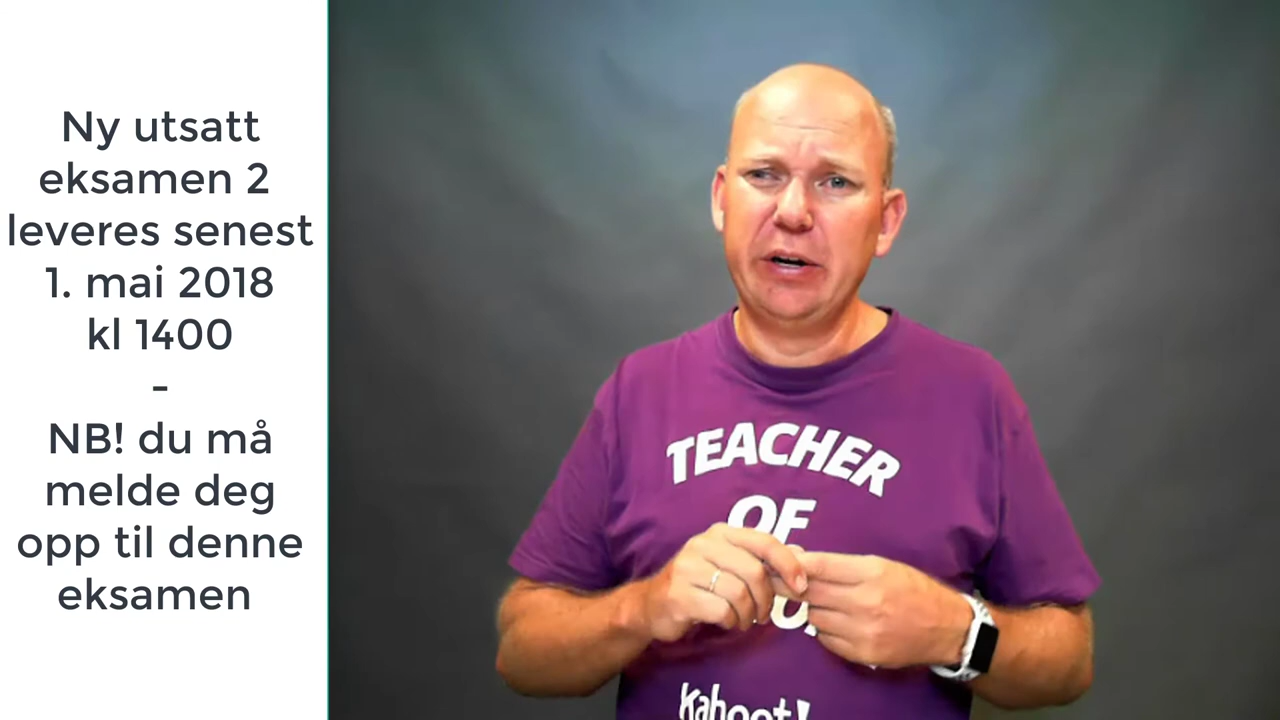 Ny utsatt
eksamen 2
leveres senest
1. mai 2018
kl 1400
-
NB! du må
melde deg
opp til denne
eksamen
TEACHER
OF
Kahoot!